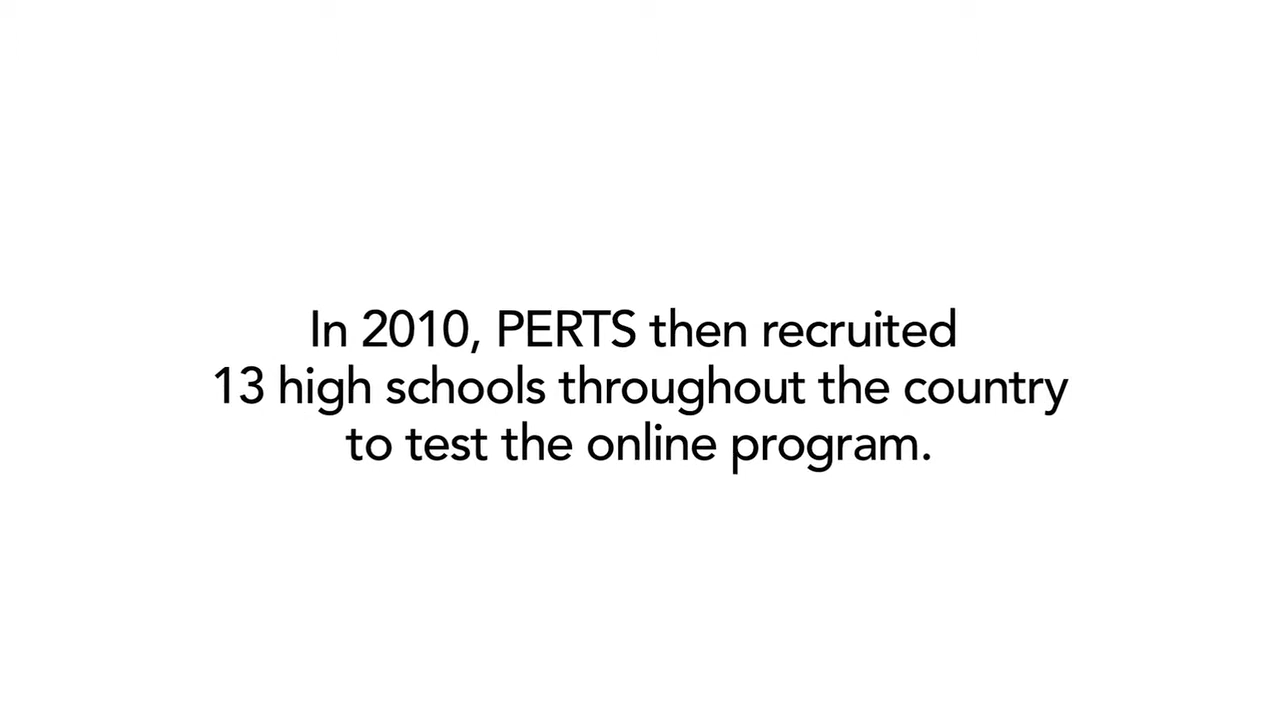 In 2010, PERTS then recruited
13 high schools throughout the country
to test the online program.